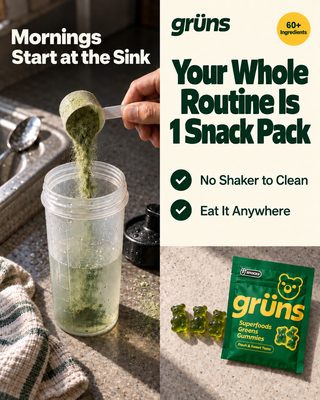 Mornings
Start at the Sink
grüns
60+
Ingredients
Your Whole
Routine Is
1 Snack Pack
No Shaker to Clean
Eat It Anywhere
grüns
Superfoods
Greens
Gummies